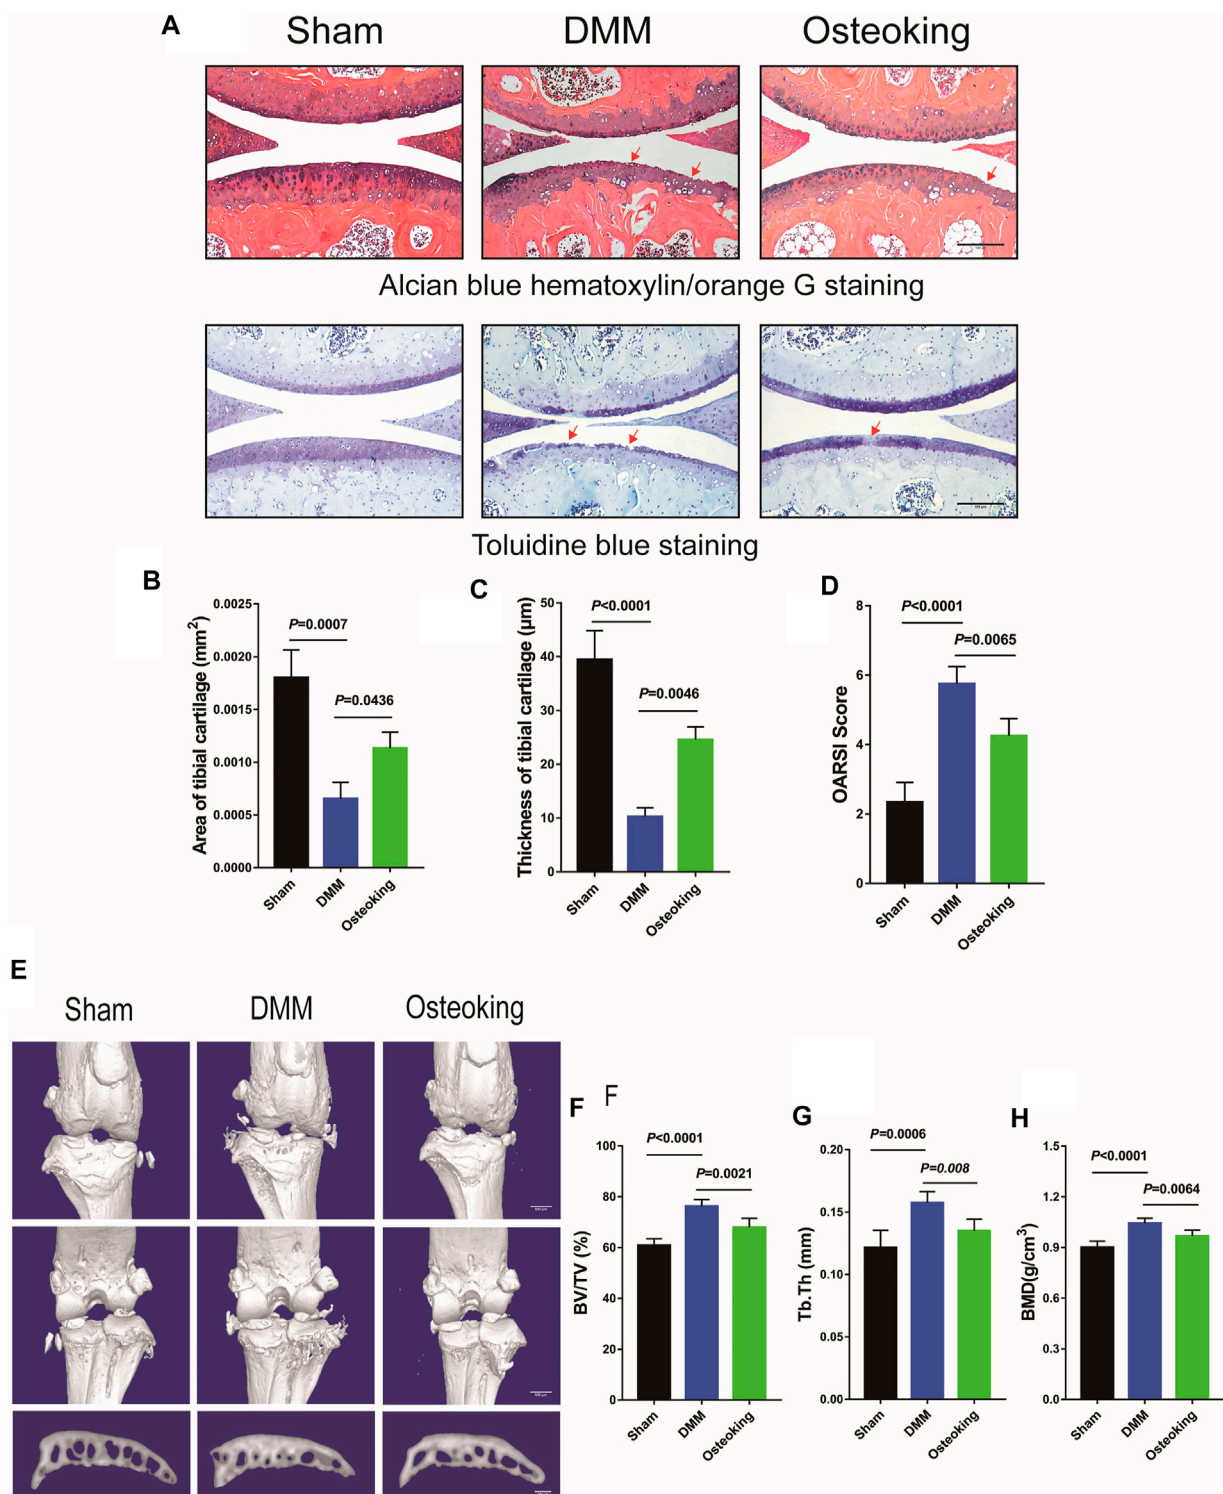 A
Sham DMM Osteoking
Alcian blue hematoxylin/orange G staining
Toluidine blue staining
B
Area of tibial cartilage (mm2)
0.0025
0.0020
0.0015
0.0010
0.0005
0.0000
P=0.0007
P=0.0436
Sham
DMM
Osteoking
C
Thickness of tibial cartilage (μm)
50
40
30
20
10
0
P<0.0001
P=0.0046
Sham
DMM
Osteoking
D
OARSI Score
8
6
4
2
0
P<0.0001
P=0.0065
Sham
DMM
Osteoking
E
Sham DMM Osteoking
F F
BV/TV (%)
100
80
60
40
20
0
P<0.0001
P=0.0021
Sham
DMM
Osteoking
G
Tb.Th (mm)
0.20
0.15
0.10
0.05
0.00
P=0.0006
P=0.008
Sham
DMM
Osteoking
H
BMD(g/cm3)
1.5
1.2
0.9
0.6
0.3
0.0
P<0.0001
P=0.0064
Sham
DMM
Osteoking